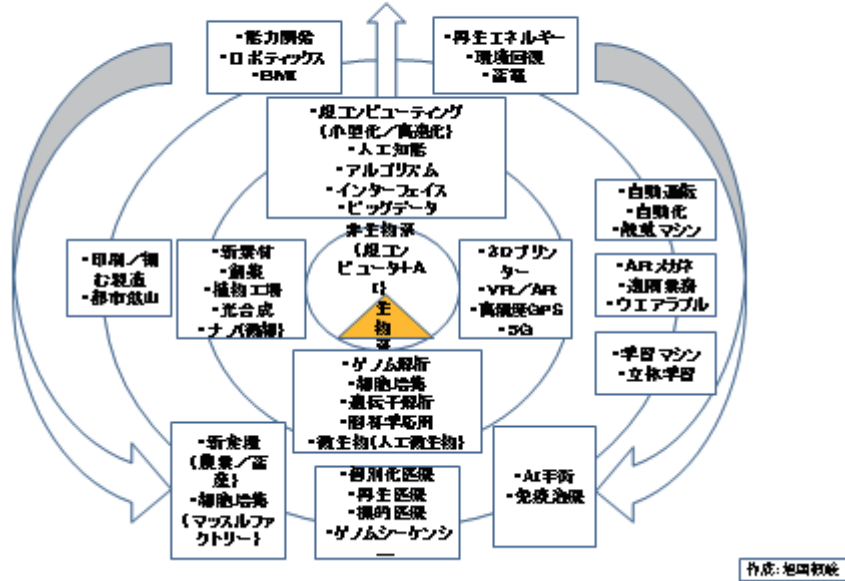 ・能力開発
・ロボティックス
・BMI
・再生エネルギー
・環境回復
・蓄電
・超コンピューティング
(小型化/高速化)
・人工知能
・アルゴリズム
・インターフェイス
・ビッグデータ
・自動運転
・自動化
・マシン
非生物系
(超コン
ピュータ+A
I)
生
物
系
・印刷/積
む製造
・都市鉱山
・新素材
・創薬
・植物工場
・光合成
・ナノ(微細)
・3Dプリン
ター
・VR/AR
・高精度GPS
・5G
・ARメガネ
・遠隔業務
・ウエアラブル
・学習マシン
・立体学習
・ゲノム解析
・細胞培養
・遺伝子解析
・脳科学応用
・微生物(人工微生物)
・新食糧
(農業/畜
産)
・細胞培養
(マッスルファ
クトリー)
・個別化医療
・再生医療
・標的医療
・ゲノムシーケンシ
ー
・AI手術
・免疫治療
作成: